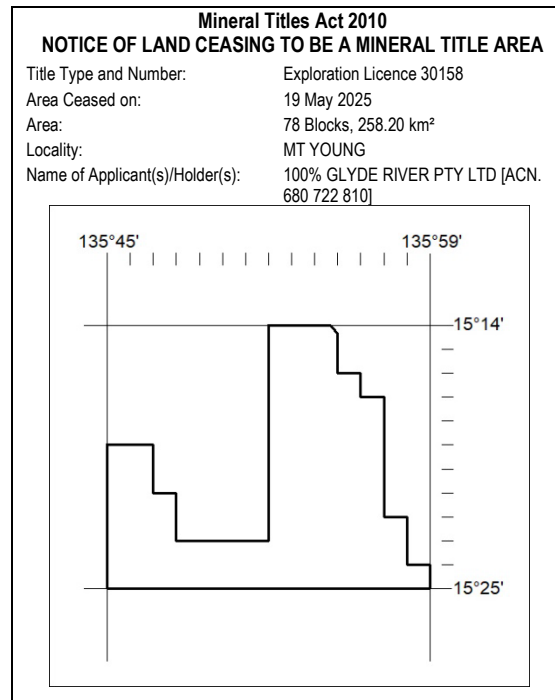 Mineral Titles Act 2010
NOTICE OF LAND CEASING TO BE A MINERAL TITLE AREA
Title Type and Number: Exploration Licence 30158
Area Ceased on: 19 May 2025
Area: 78 Blocks, 258.20 km²
Locality: MT YOUNG
Name of Applicant(s)/Holder(s): 100% GLYDE RIVER PTY LTD [ACN.
680 722 810]
135°45' 135°59'
15°14'
15°25'